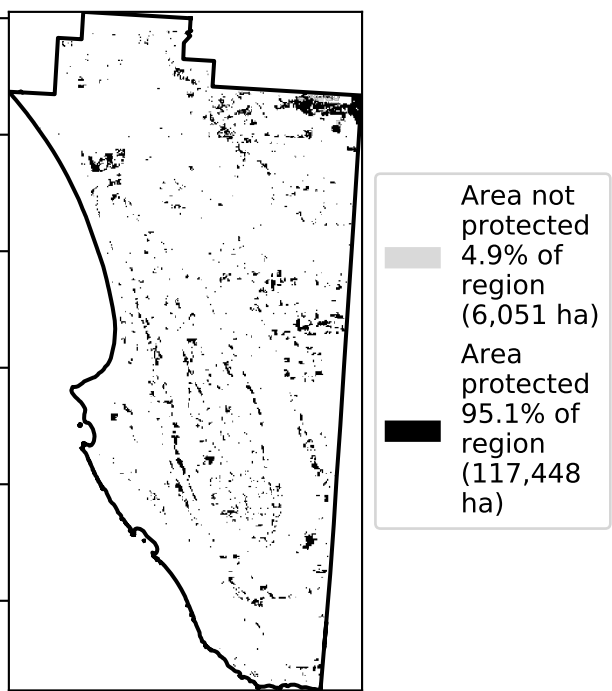 Area not
protected
4.9% of
region
(6,051 ha)
Area
protected
95.1% of
region
(117,448
ha)